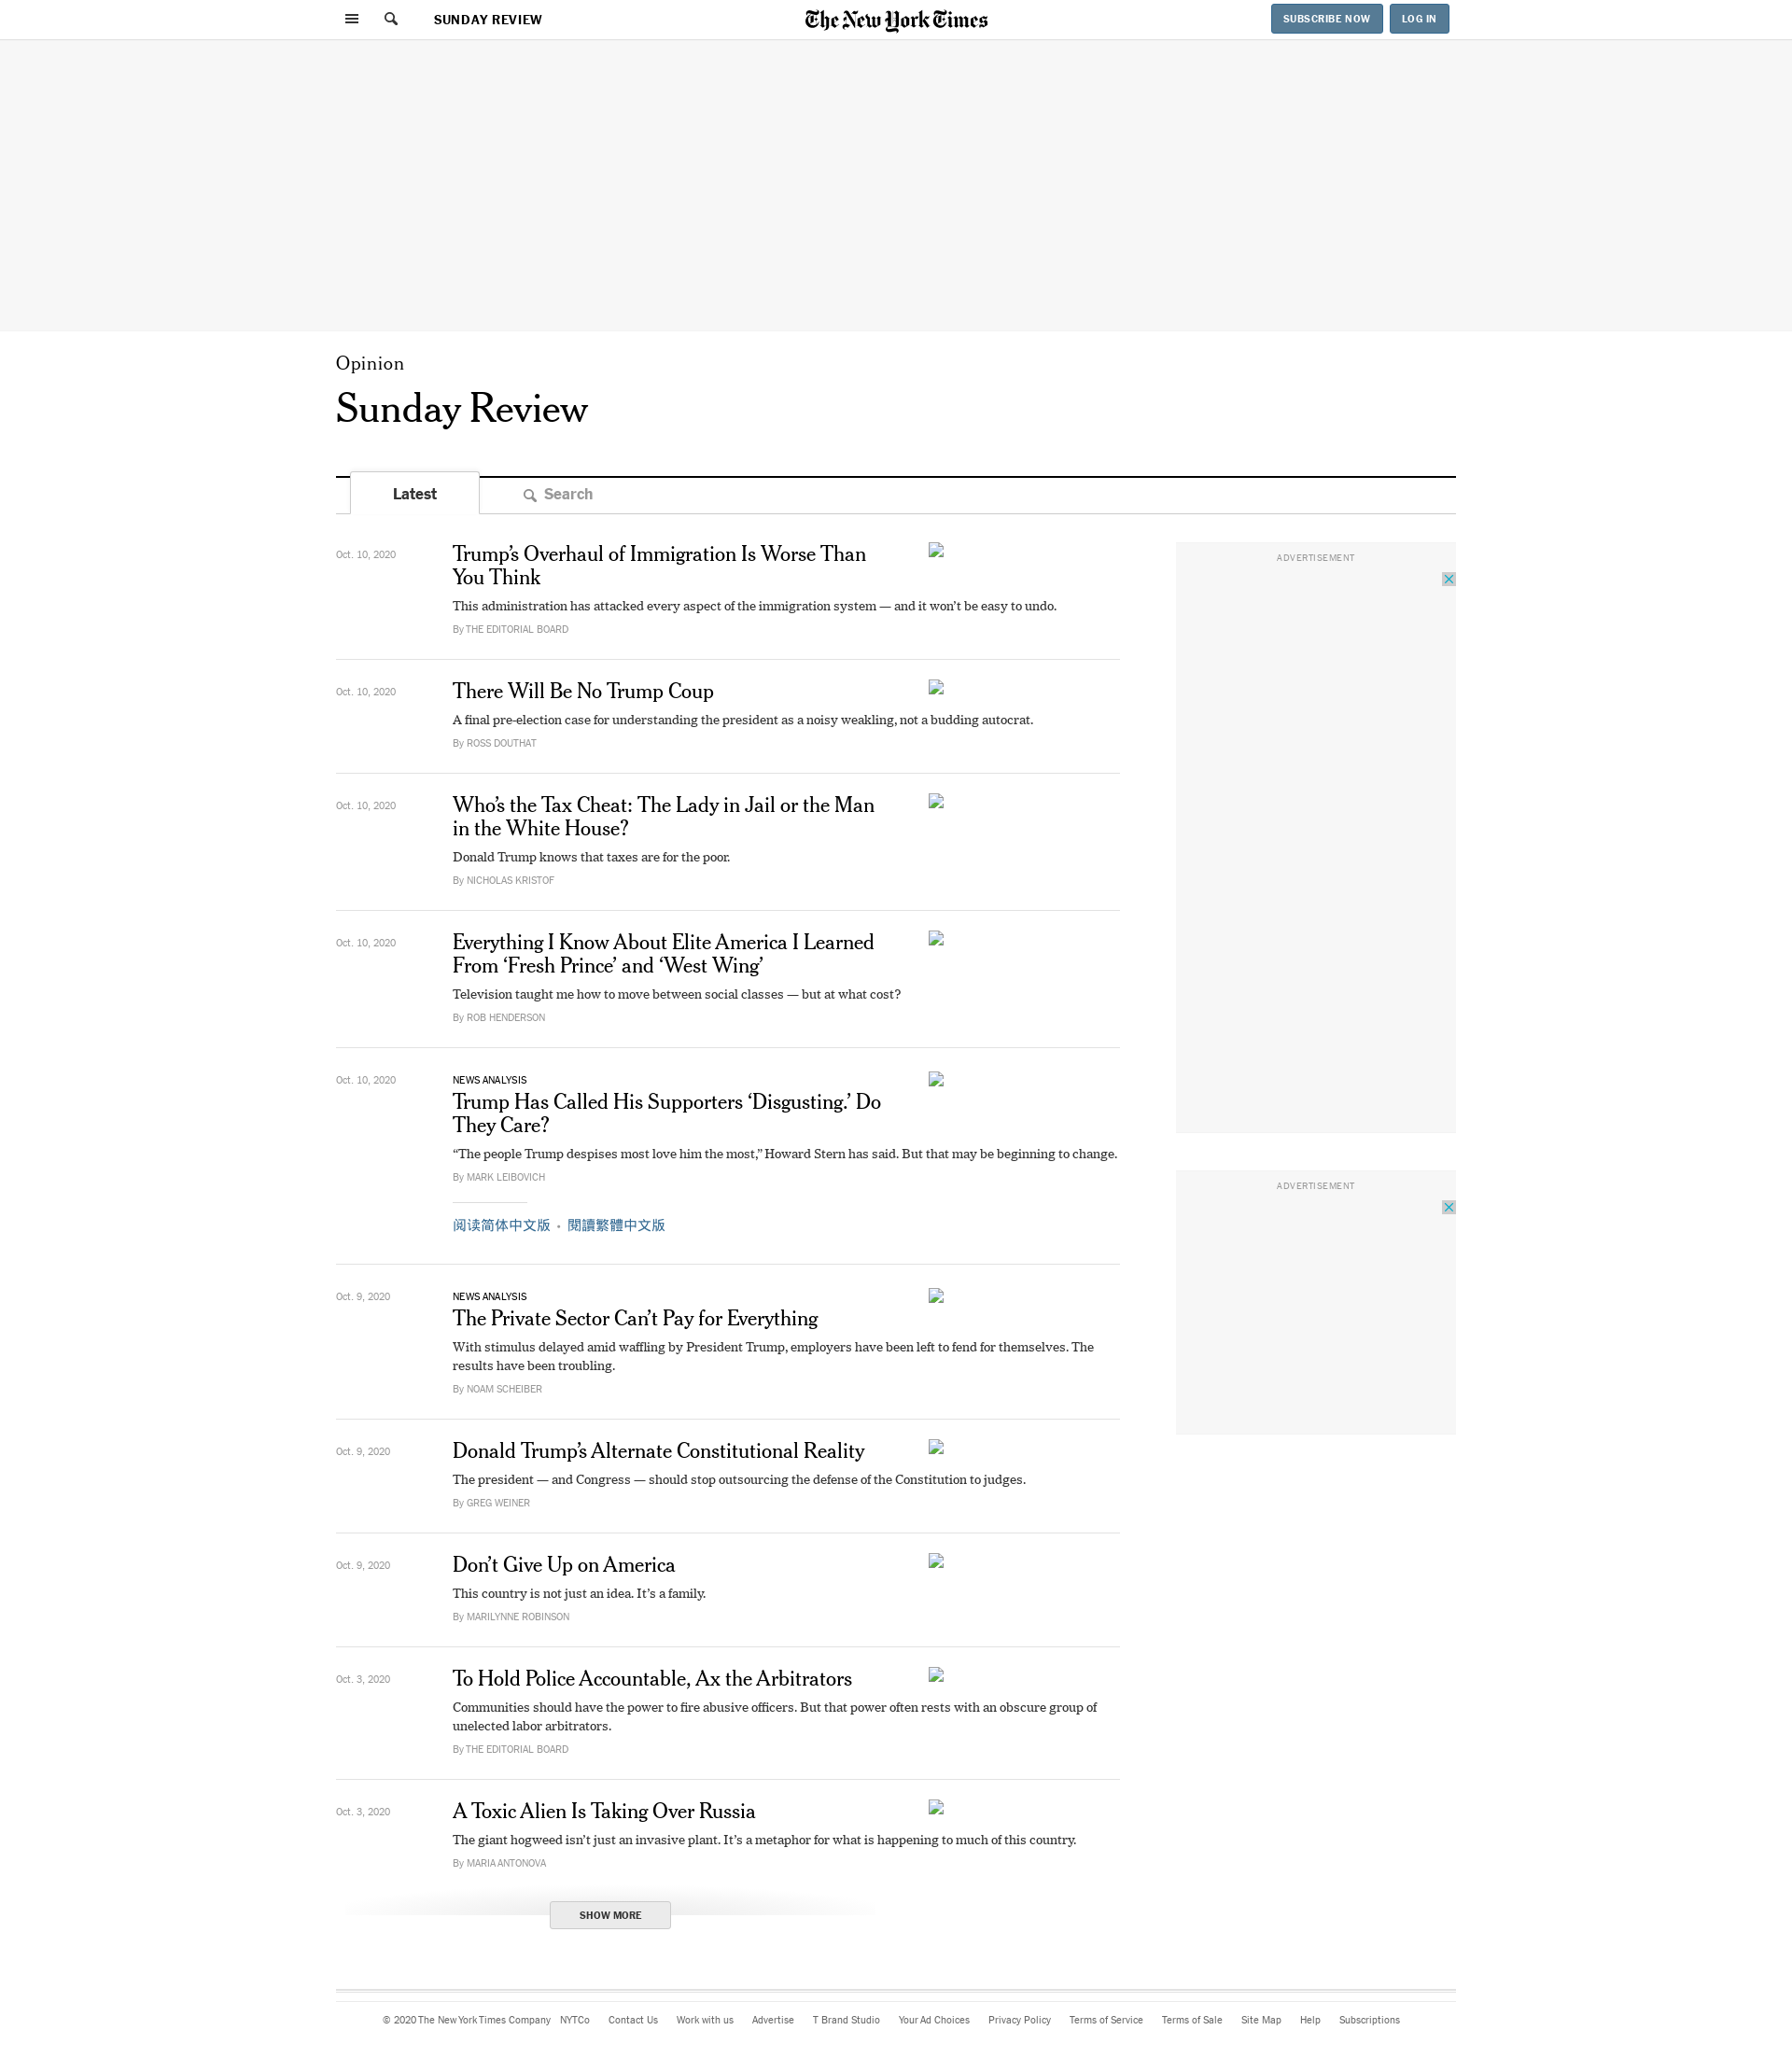 SUNDAY REVIEW
The New York Times
SUBSCRIBE NOW
LOG IN
Opinion
Sunday Review
Latest
Search
Oct. 10, 2020
Trump’s Overhaul of Immigration Is Worse Than
You Think
This administration has attacked every aspect of the immigration system — and it won’t be easy to undo.
By THE EDITORIAL BOARD
Oct. 10, 2020
There Will Be No Trump Coup
A final pre-election case for understanding the president as a noisy weakling, not a budding autocrat.
By ROSS DOUTHAT
Oct. 10, 2020
Who’s the Tax Cheat: The Lady in Jail or the Man
in the White House?
Donald Trump knows that taxes are for the poor.
By NICHOLAS KRISTOF
Oct. 10, 2020
Everything I Know About Elite America I Learned
From ‘Fresh Prince’ and ‘West Wing’
Television taught me how to move between social classes — but at what cost?
By ROB HENDERSON
Oct. 10, 2020
NEWS ANALYSIS
Trump Has Called His Supporters ‘Disgusting.’ Do
They Care?
“The people Trump despises most love him the most,” Howard Stern has said. But that may be beginning to change.
By MARK LEIBOVICH
阅读简体中文版 • 閱讀繁體中文版
Oct. 9, 2020
NEWS ANALYSIS
The Private Sector Can’t Pay for Everything
With stimulus delayed amid waffling by President Trump, employers have been left to fend for themselves. The
results have been troubling.
By NOAM SCHEIBER
Oct. 9, 2020
Donald Trump’s Alternate Constitutional Reality
The president — and Congress — should stop outsourcing the defense of the Constitution to judges.
By GREG WEINER
Oct. 9, 2020
Don’t Give Up on America
This country is not just an idea. It’s a family.
By MARILYNNE ROBINSON
Oct. 3, 2020
To Hold Police Accountable, Ax the Arbitrators
Communities should have the power to fire abusive officers. But that power often rests with an obscure group of
unelected labor arbitrators.
By THE EDITORIAL BOARD
Oct. 3, 2020
A Toxic Alien Is Taking Over Russia
The giant hogweed isn’t just an invasive plant. It’s a metaphor for what is happening to much of this country.
By MARIA ANTONOVA
SHOW MORE
ADVERTISEMENT
ADVERTISEMENT
© 2020 The New York Times Company NYTCo Contact Us Work with us Advertise T Brand Studio Your Ad Choices Privacy Policy Terms of Service Terms of Sale Site Map Help Subscriptions